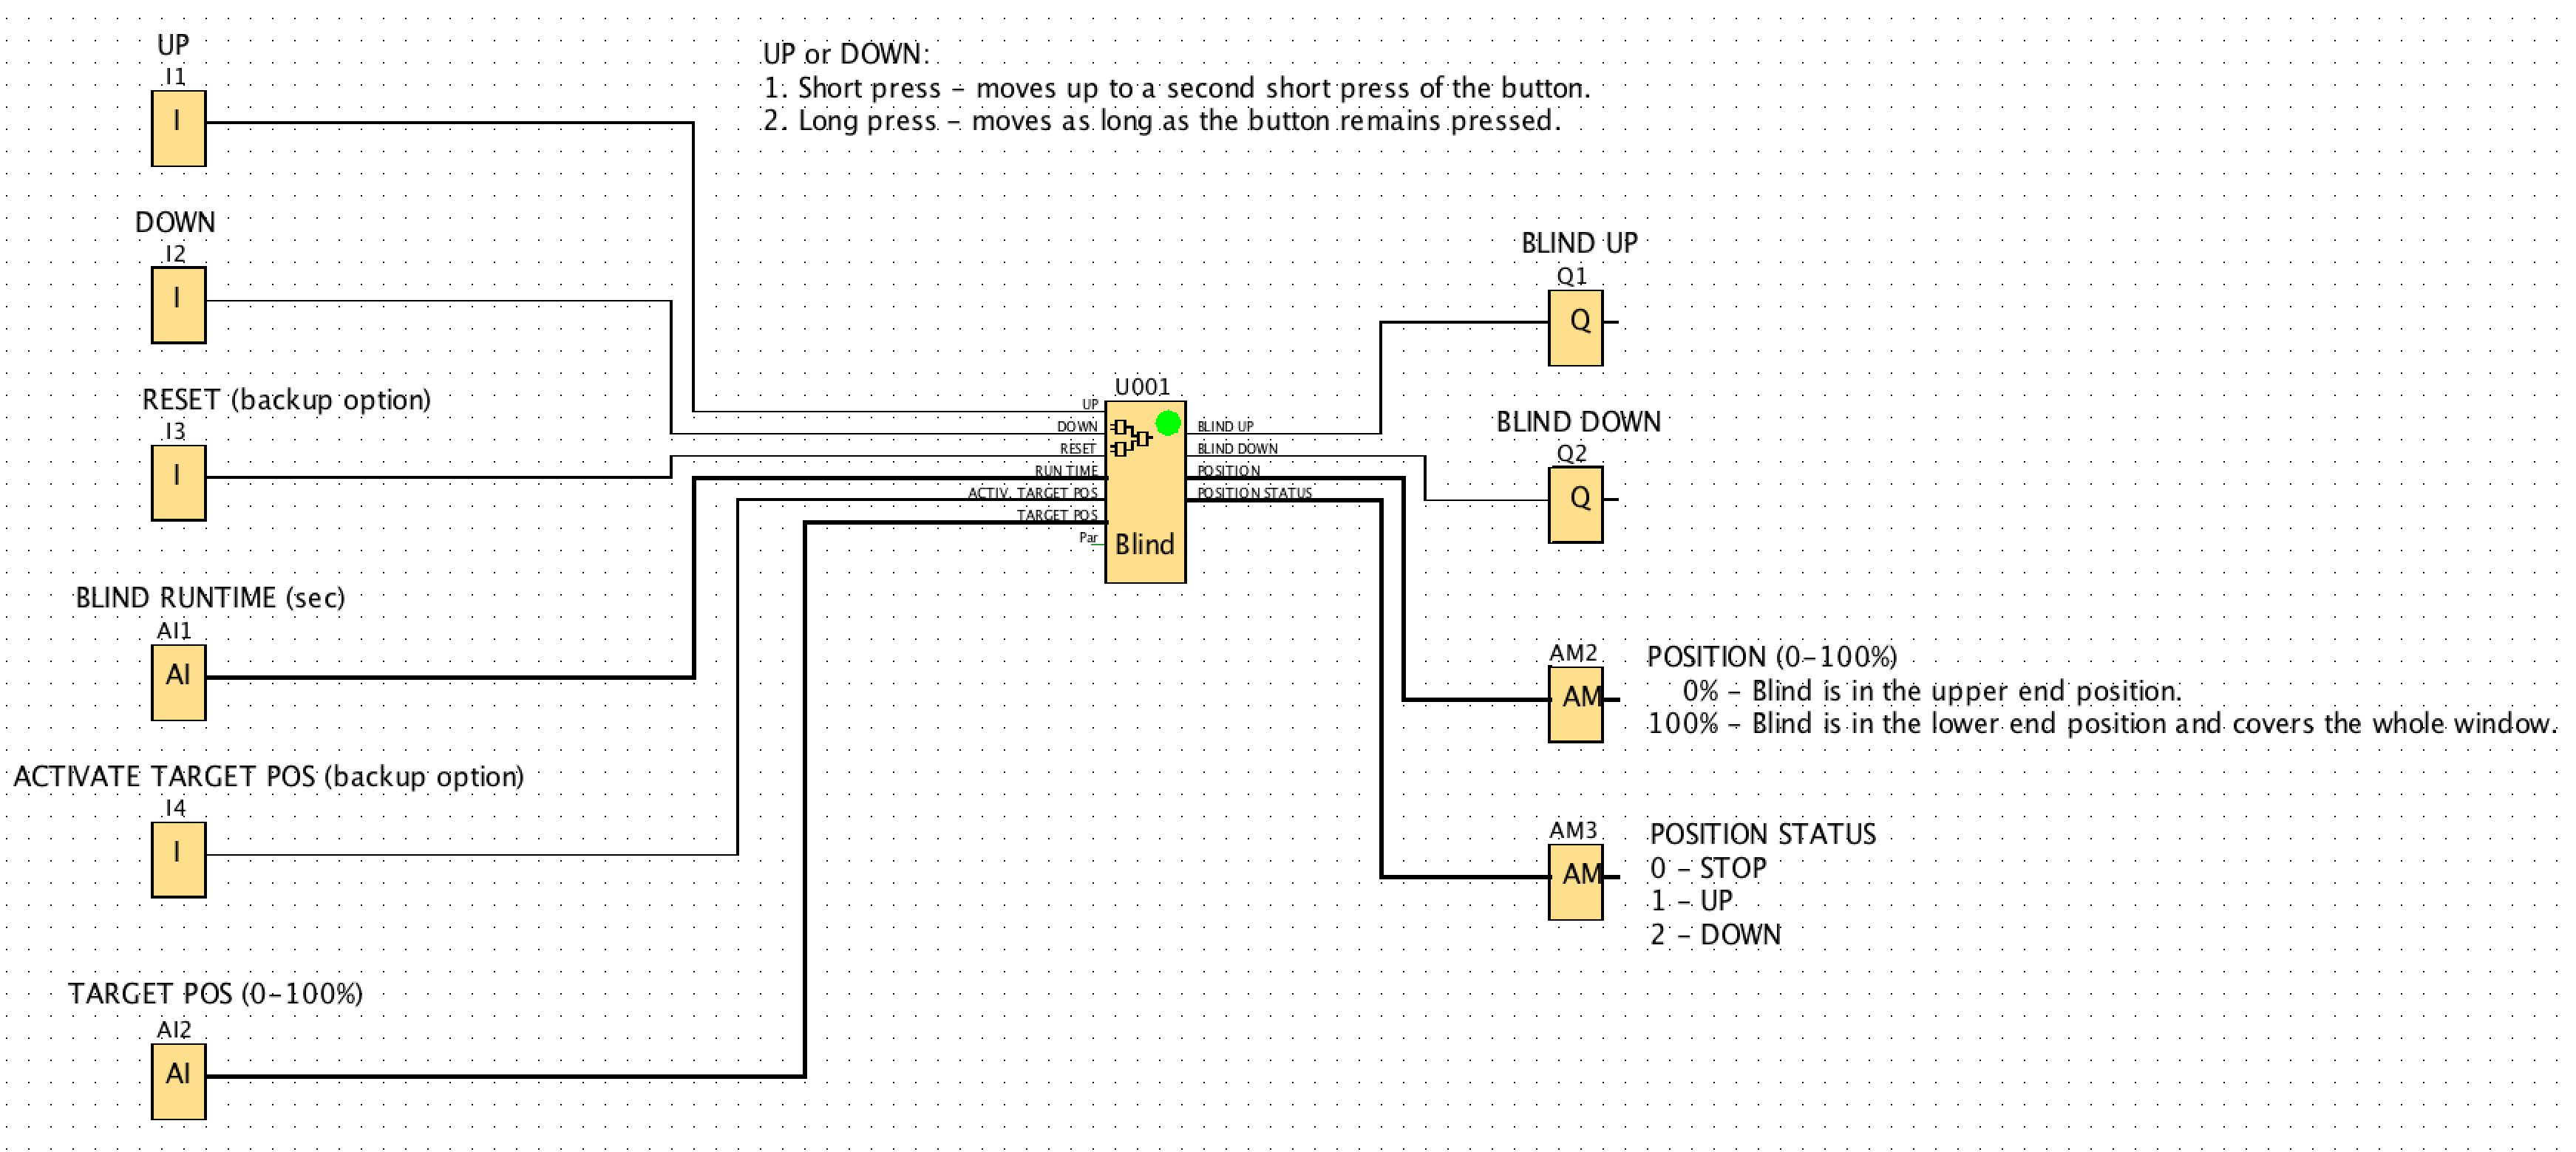 UP
I1
I
UP or DOWN:
1. Short press – moves up to a second short press of the button.
2. Long press – moves as long as the button remains pressed.
DOWN
I2
I
RESET (backup option)
I3
I
BLIND RUNTIME (sec)
AI1
AI
ACTIVATE TARGET POS (backup option)
I4
I
TARGET POS (0–100%)
AI2
AI
U001
UP
DOWN
RESET
RUN TIME
ACTIV. TARGET POS
TARGET POS
Par
Blind
BLIND UP
BLIND DOWN
POSITION
POSITION STATUS
BLIND UP
Q1
Q
BLIND DOWN
Q2
Q
AM2
AM
POSITION (0–100%)
0% – Blind is in the upper end position.
100% – Blind is in the lower end position and covers the whole window.
AM3
AM
POSITION STATUS
0 – STOP
1 – UP
2 – DOWN